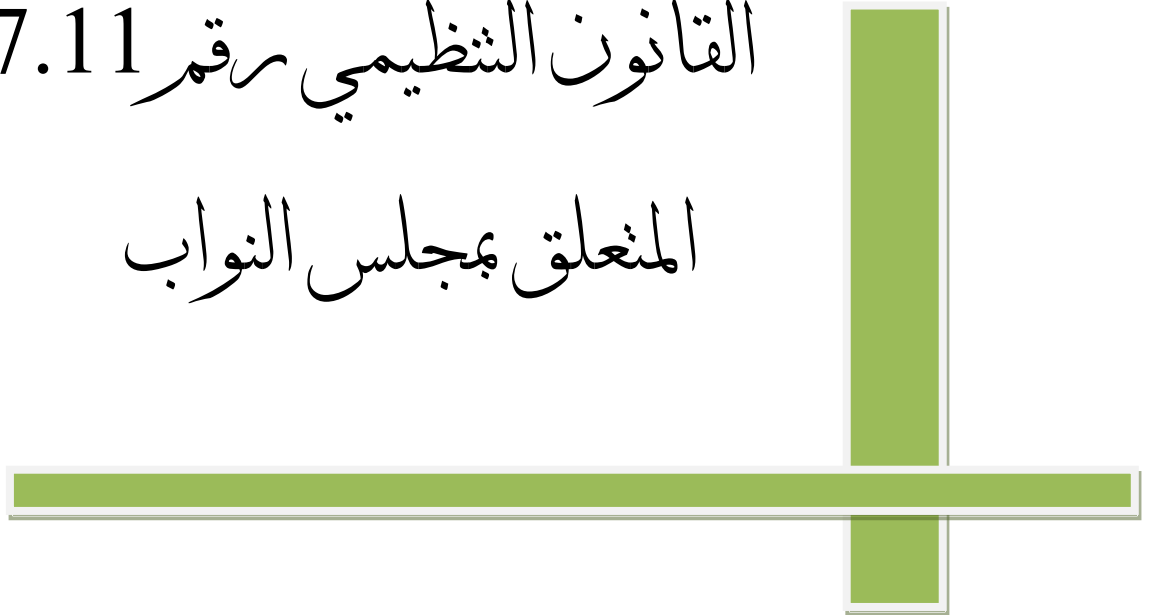 القانون التنظيمي رقم 7.11
المتعلق بمجلس النواب